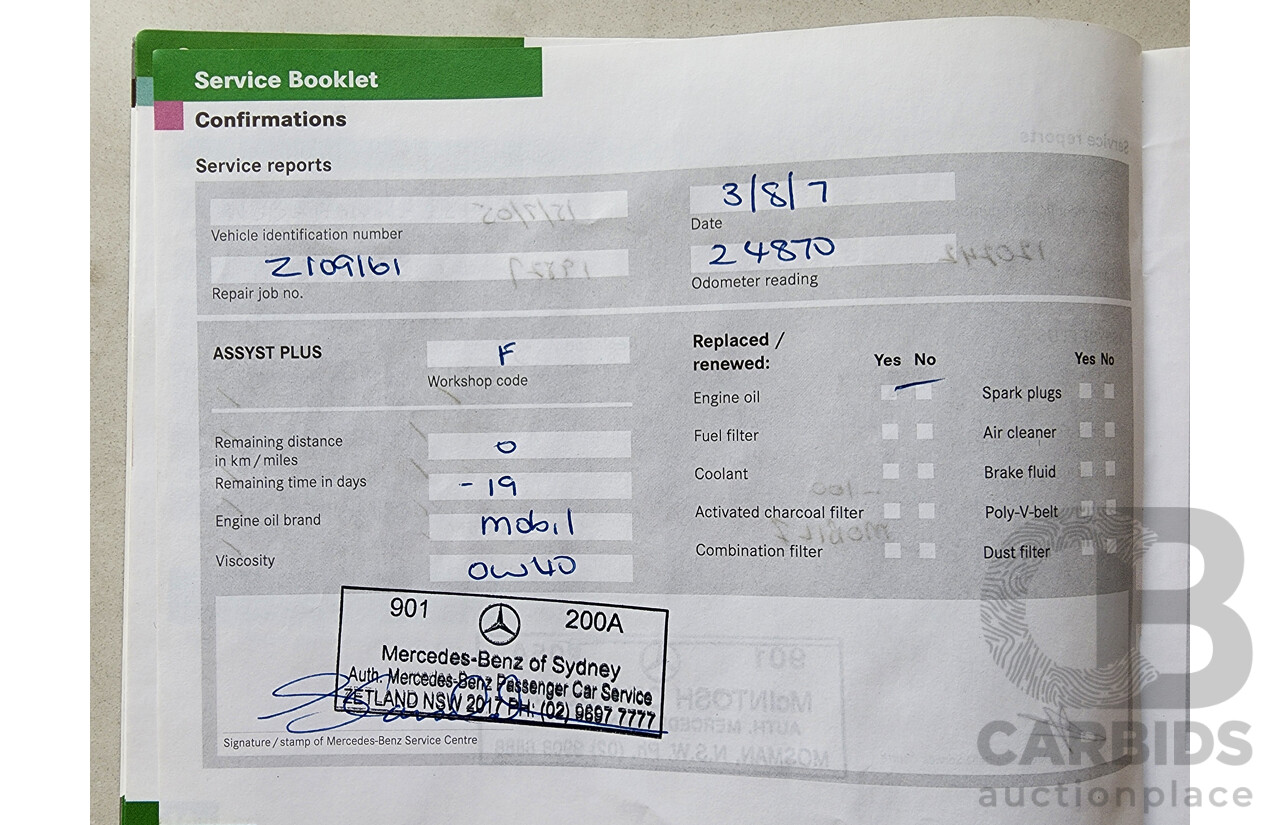 Service Booklet
Confirmations
Service reports
Vehicle identification number
3/8/7
Date
Z109161
Repair job no.
24870
Odometer reading
ASSYST PLUS
F
Workshop code
Remaining distance
in km/miles
0
Remaining time in days
- 19
Engine oil brand
mobil
Viscosity
0W40
Replaced /
renewed:
Yes No
Yes No
Engine oil
Spark plugs
Fuel filter
Air cleaner
Coolant
Brake fluid
Activated charcoal filter
Poly-V-belt
Combination filter
Dust filter
901 200A
Mercedes-Benz of Sydney
Auth. Mercedes-Benz Passenger Car Service
ZETLAND NSW 2017 PH: (02) 9697 7777
Signature / stamp of Mercedes-Benz Service Centre
CB
CARBIDS
auctionplace